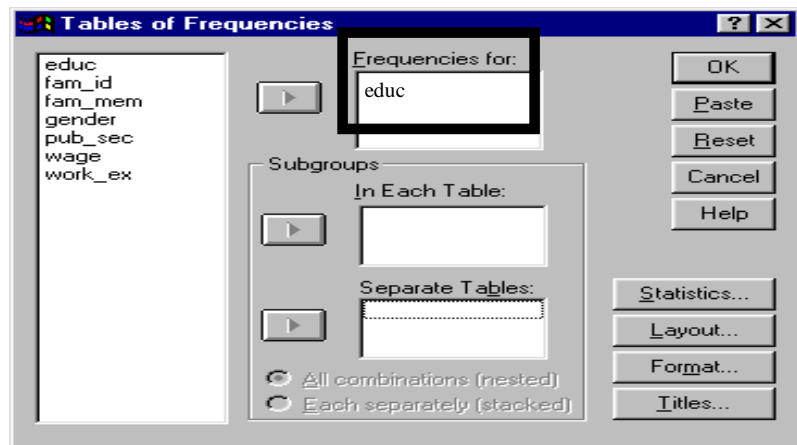 Tables of Frequencies
educ
fam_id
fam_mem
gender
pub_sec
wage
work_ex
Frequencies for:
educ
Subgroups
In Each Table:
Separate Tables:
All combinations (nested)
Each separately (stacked)
OK
Paste
Reset
Cancel
Help
Statistics...
Layout...
Format...
Titles...